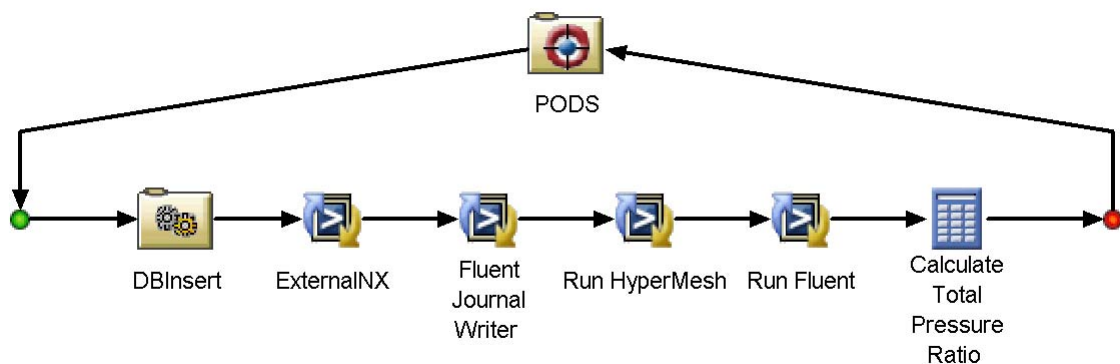 PODS
DBInsert
ExternalNX
Fluent
Journal
Writer
Run HyperMesh
Run Fluent
Calculate
Total
Pressure
Ratio